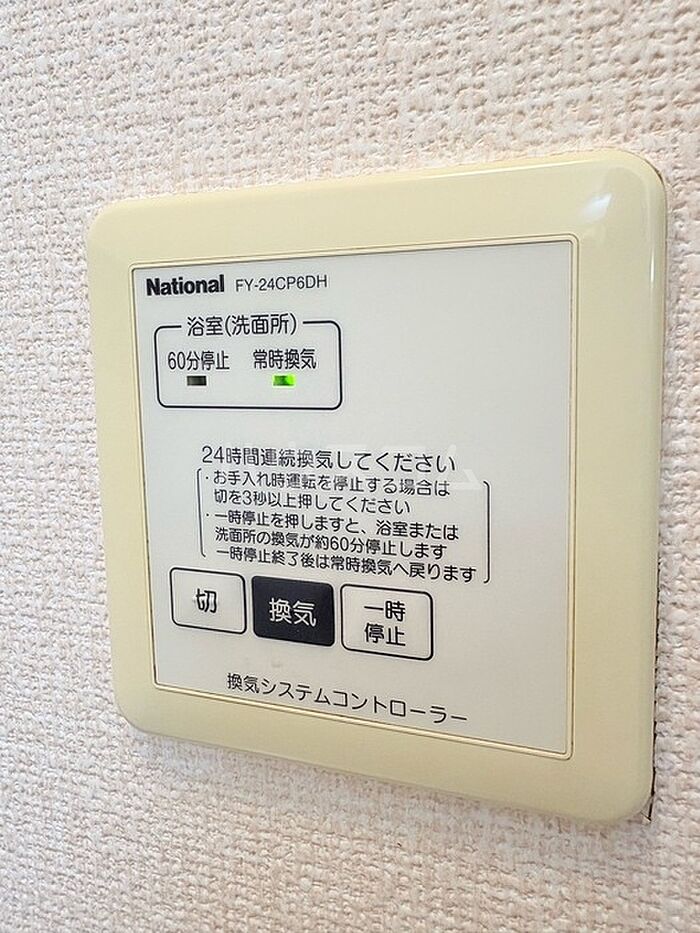 National FY-24CP6DH
浴室(洗面所)
60分停止 常時換気
24時間連続換気してください
・お手入れ時運転を停止する場合は
切を3秒以上押してください
・一時停止を押しますと、浴室または
洗面所の換気が約60分停止します
一時停止終了後は常時換気へ戻ります
切 換気 一時
停止
換気システムコントローラー